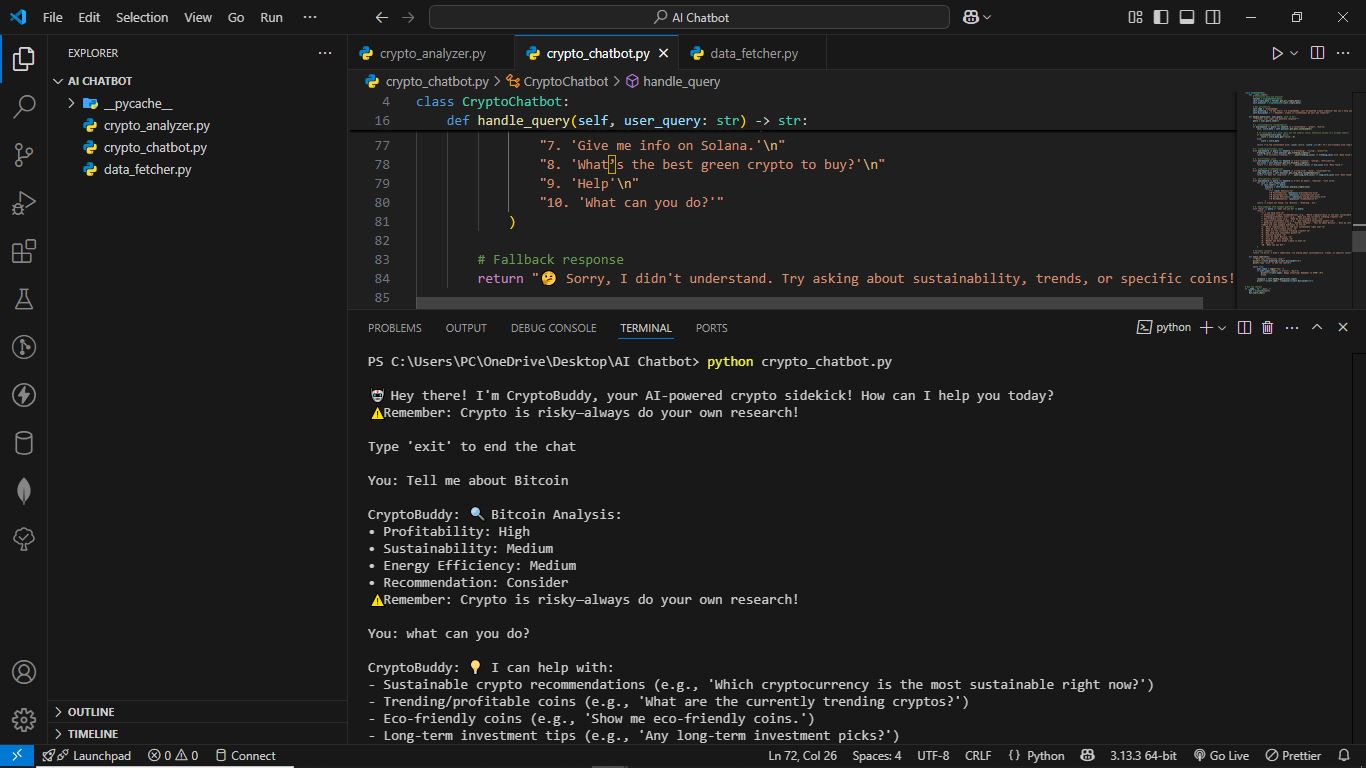 File Edit Selection View Go Run ··· AI Chatbot
EXPLORER ···
AI CHATBOT
__pycache__
crypto_analyzer.py
crypto_chatbot.py
data_fetcher.py
OUTLINE
TIMELINE
crypto_analyzer.py crypto_chatbot.py data_fetcher.py
crypto_chatbot.py > CryptoChatbot > handle_query
4 class CryptoChatbot:
16 def handle_query(self, user_query: str) -> str:
77 "7. 'Give me info on Solana.'\n"
78 "8. 'What’s the best green crypto to buy?'\n"
79 "9. 'Help'\n"
80 "10. 'What can you do?'"
81 )
82
83 # Fallback response
84 return "🤔 Sorry, I didn't understand. Try asking about sustainability, trends, or specific coins!
85
PROBLEMS OUTPUT DEBUG CONSOLE TERMINAL PORTS python
PS C:\Users\PC\OneDrive\Desktop\AI Chatbot> python crypto_chatbot.py
🤖 Hey there! I'm CryptoBuddy, your AI-powered crypto sidekick! How can I help you today?
⚠️Remember: Crypto is risky—always do your own research!
Type 'exit' to end the chat
You: Tell me about Bitcoin
CryptoBuddy: 🔍 Bitcoin Analysis:
• Profitability: High
• Sustainability: Medium
• Energy Efficiency: Medium
• Recommendation: Consider
⚠️Remember: Crypto is risky—always do your own research!
You: what can you do?
CryptoBuddy: 💡 I can help with:
- Sustainable crypto recommendations (e.g., 'Which cryptocurrency is the most sustainable right now?')
- Trending/profitable coins (e.g., 'What are the currently trending cryptos?')
- Eco-friendly coins (e.g., 'Show me eco-friendly coins.')
- Long-term investment tips (e.g., 'Any long-term investment picks?')
Launchpad 0 0 Connect Ln 72, Col 26 Spaces: 4 UTF-8 CRLF {} Python 3.13.3 64-bit Go Live Prettier